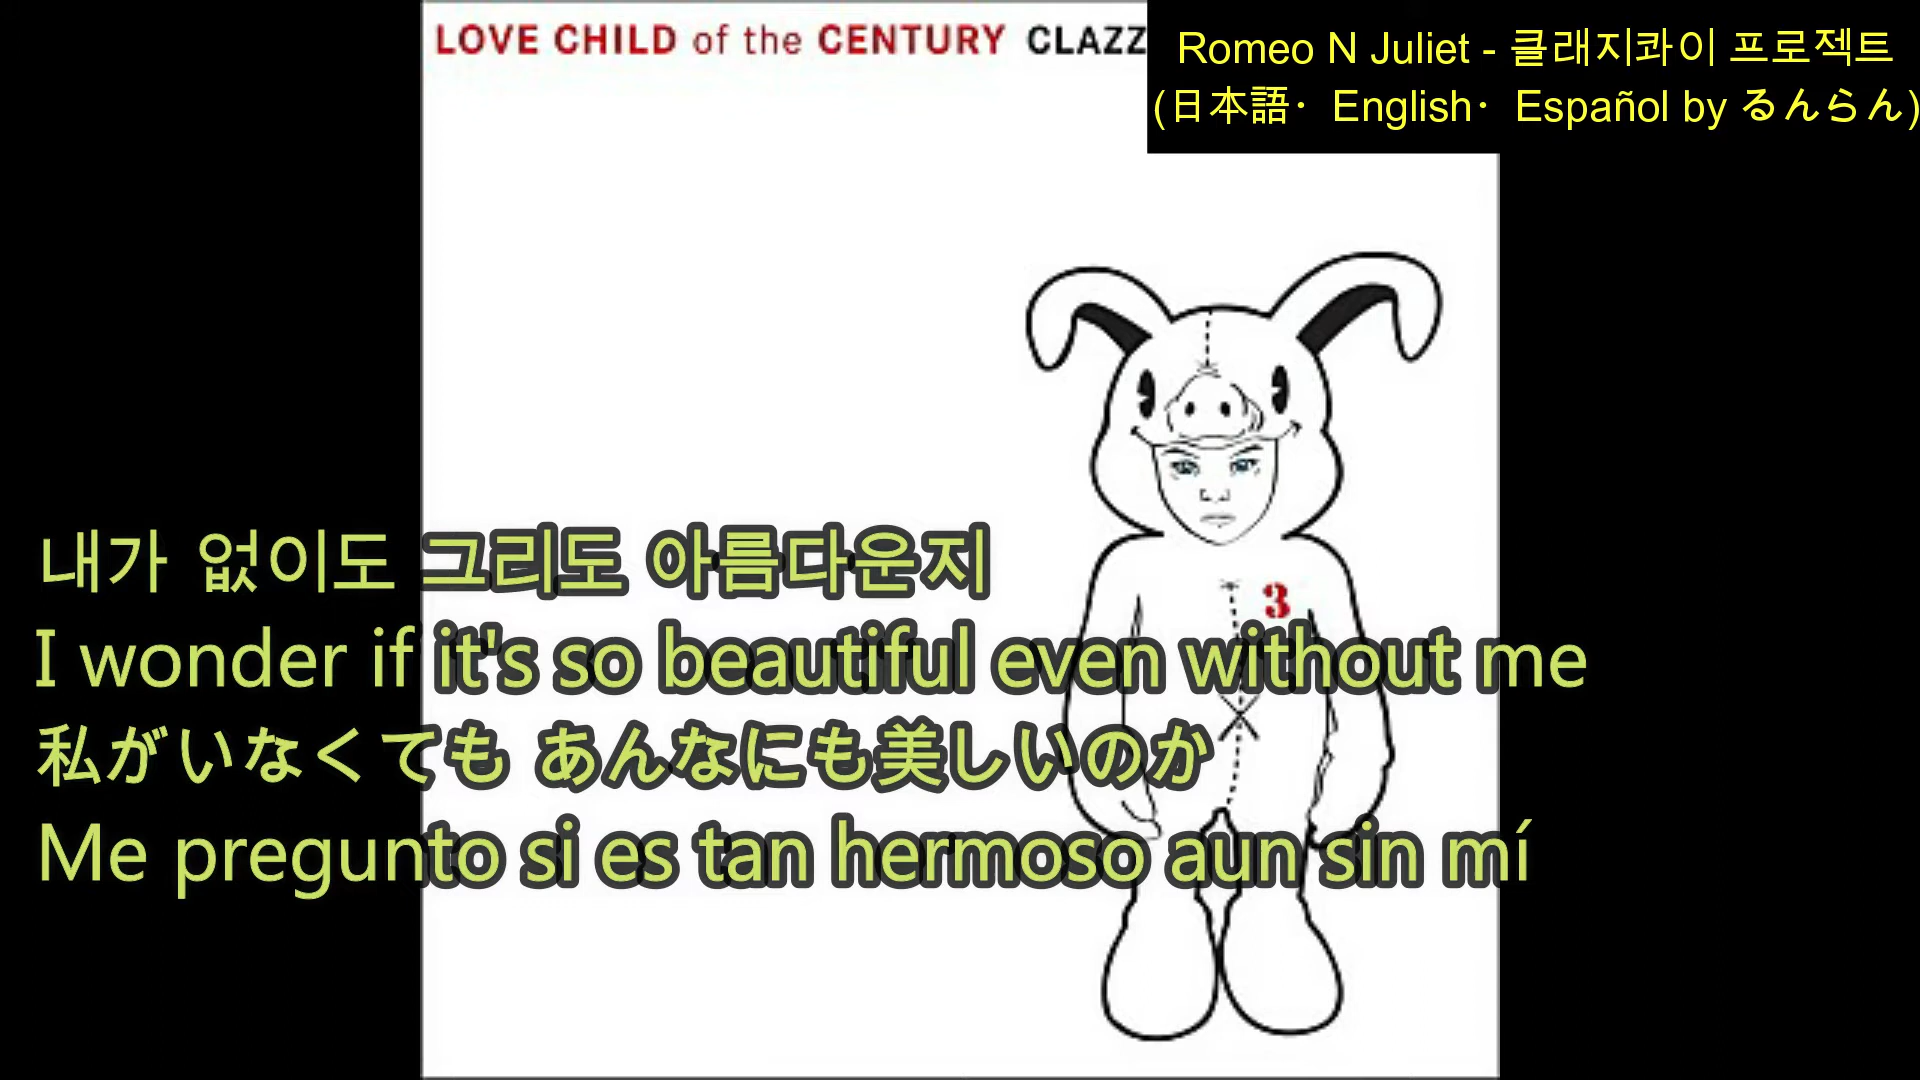 LOVE CHILD of the CENTURY CLAZZ
Romeo N Juliet - 클래지콰이 프로젝트
(日本語・English・Español by るんらん)
3
내가 없이도 그리도 아름다운지
I wonder if it's so beautiful even without me
私がいなくても あんなにも美しいのか
Me pregunto si es tan hermoso aun sin mí